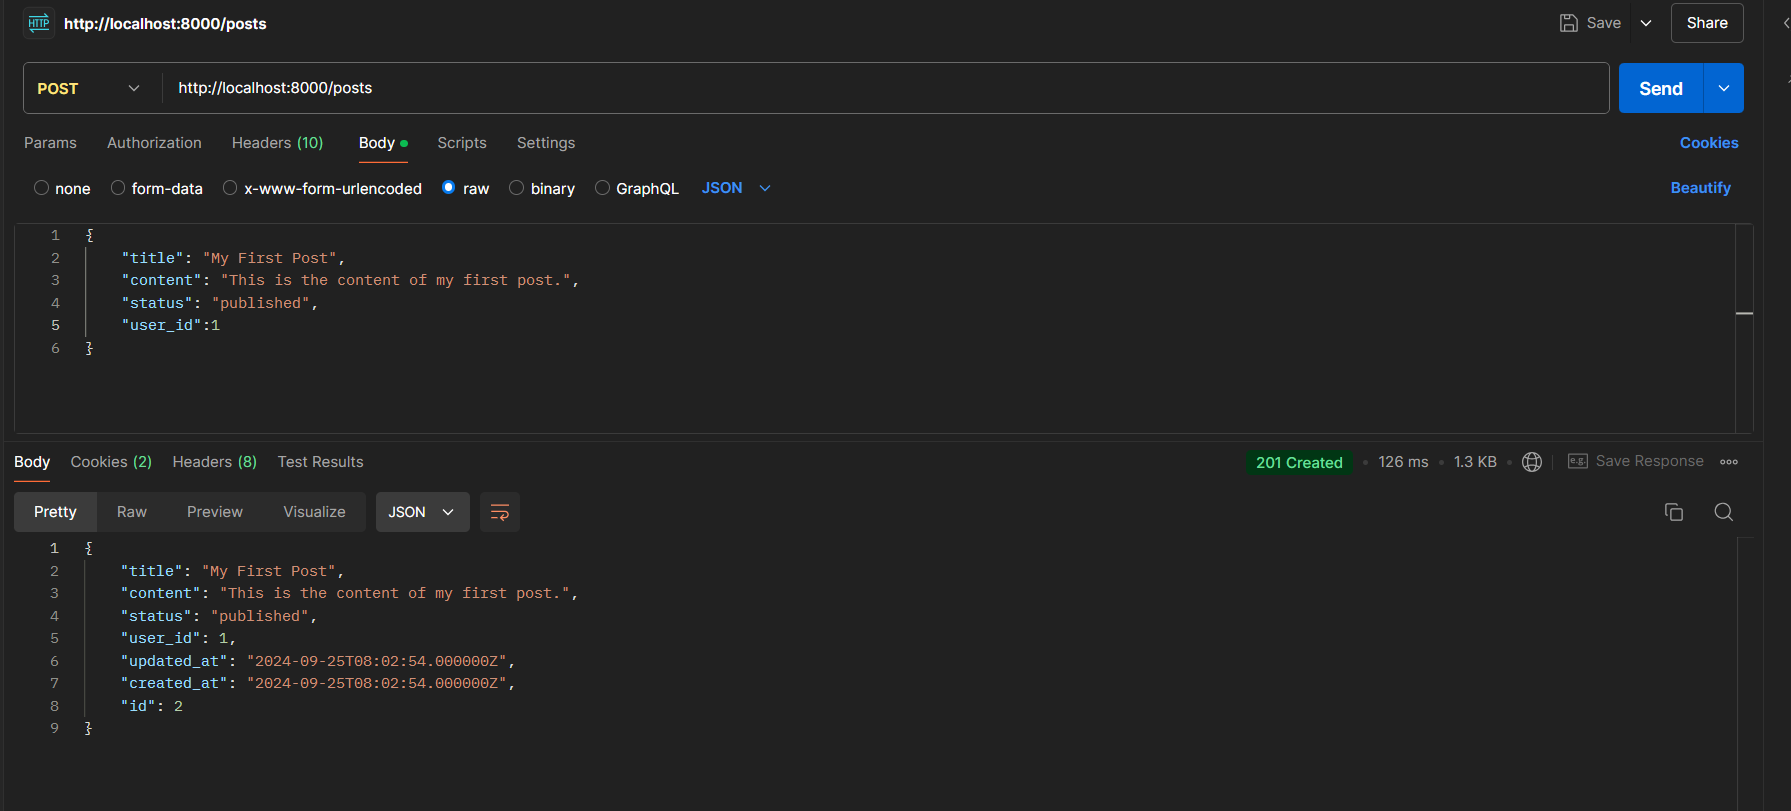 HTTP http://localhost:8000/posts Save Share
POST http://localhost:8000/posts Send
Params Authorization Headers (10) Body Scripts Settings Cookies
none form-data x-www-form-urlencoded raw binary GraphQL JSON Beautify
1 {
2 "title": "My First Post",
3 "content": "This is the content of my first post.",
4 "status": "published",
5 "user_id":1
6 }
Body Cookies (2) Headers (8) Test Results 201 Created 126 ms 1.3 KB e.g. Save Response
Pretty Raw Preview Visualize JSON
1 {
2 "title": "My First Post",
3 "content": "This is the content of my first post.",
4 "status": "published",
5 "user_id": 1,
6 "updated_at": "2024-09-25T08:02:54.000000Z",
7 "created_at": "2024-09-25T08:02:54.000000Z",
8 "id": 2
9 }